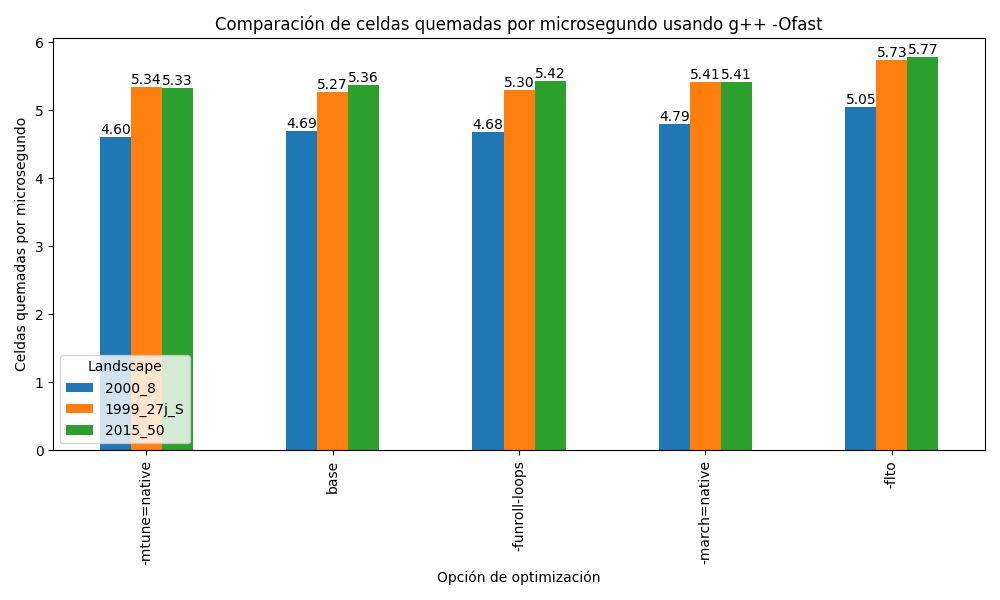 Comparación de celdas quemadas por microsegundo usando g++ -Ofast
Celdas quemadas por microsegundo
6
5
4
3
2
1
0
4.60
5.34
5.33
4.69
5.27
5.36
4.68
5.30
5.42
4.79
5.41
5.41
5.05
5.73
5.77
Landscape
2000_8
1999_27j_S
2015_50
-mtune=native
base
-funroll-loops
-march=native
-flto
Opción de optimización